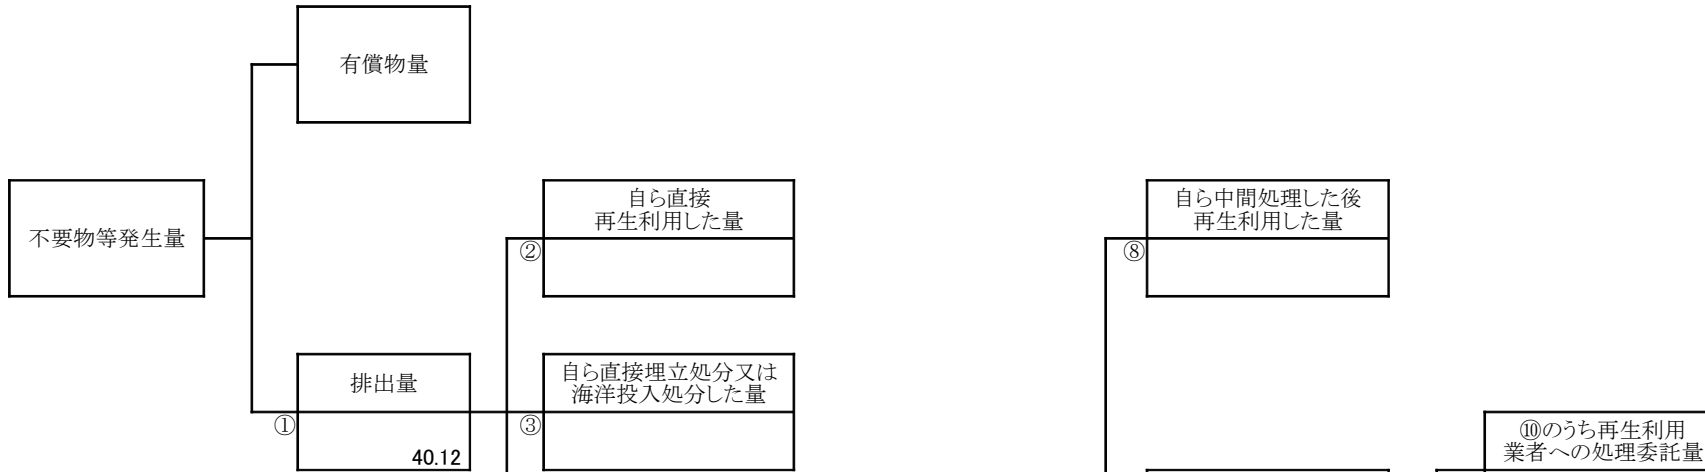 有償物量
不要物等発生量
自ら直接
再生利用した量
②
自ら中間処理した後
再生利用した量
⑧
排出量
①
40.12
自ら直接埋立処分又は
海洋投入処分した量
③
⑩のうち再生利用
業者への処理委託量